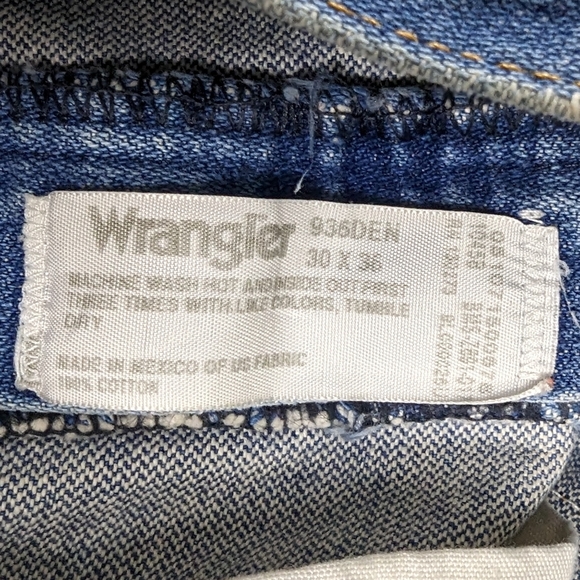 Wrangler 936DEN
30 X 36
MACHINE WASH HOT AND INSIDE OUT FIRST
THREE TIMES WITH LIKE COLORS, TUMBLE
DRY
MADE IN MEXICO OF US FABRIC
100% COTTON